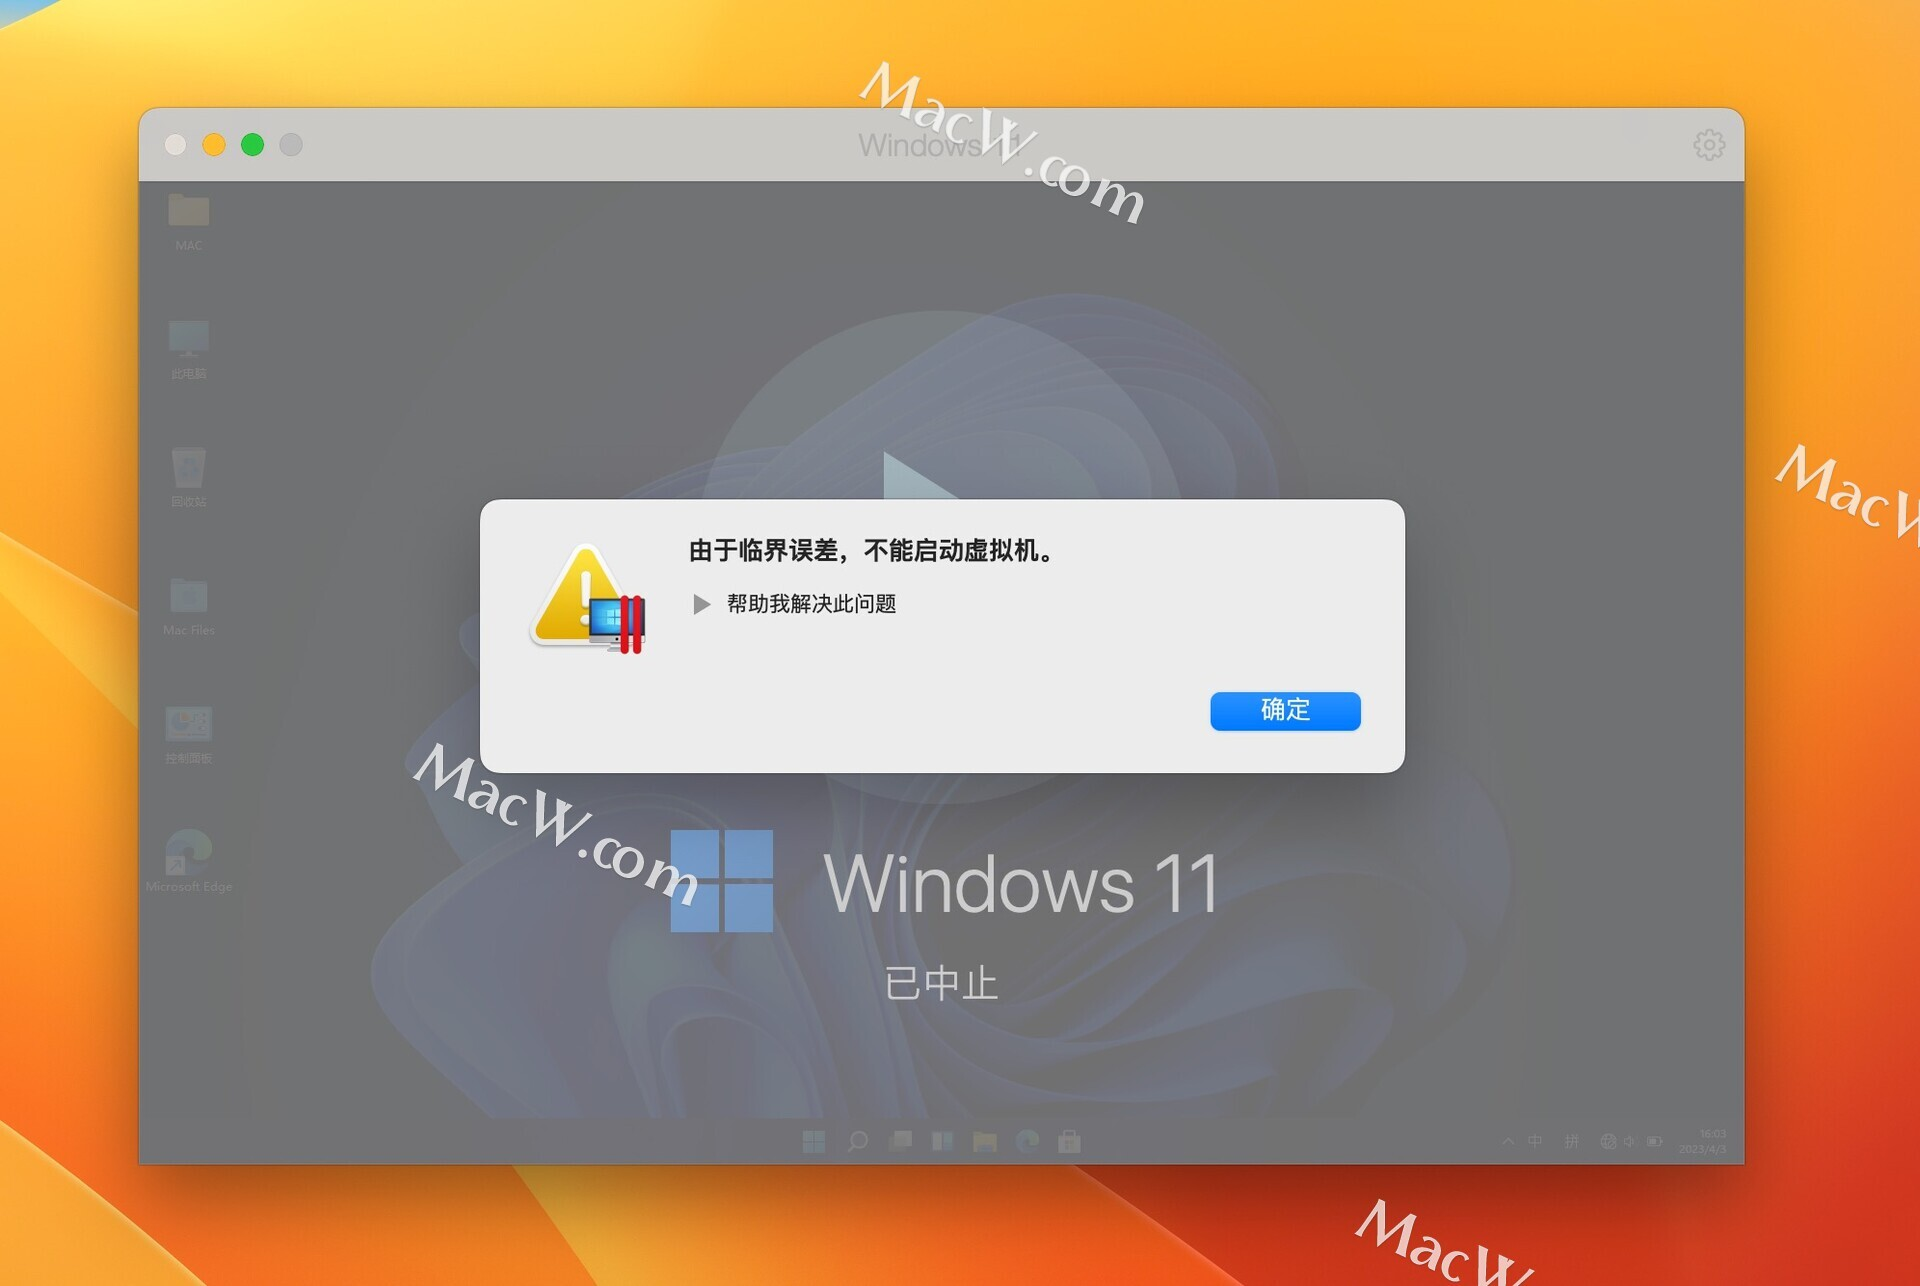 MacW.com
Windows 11
MAC
此电脑
回收站
Mac Files
控制面板
Microsoft Edge
由于临界误差，不能启动虚拟机。
帮助我解决此问题
确定
MacW
MacW.com
Windows 11
已中止
中
拼
16:03
2023/4/3
MacW